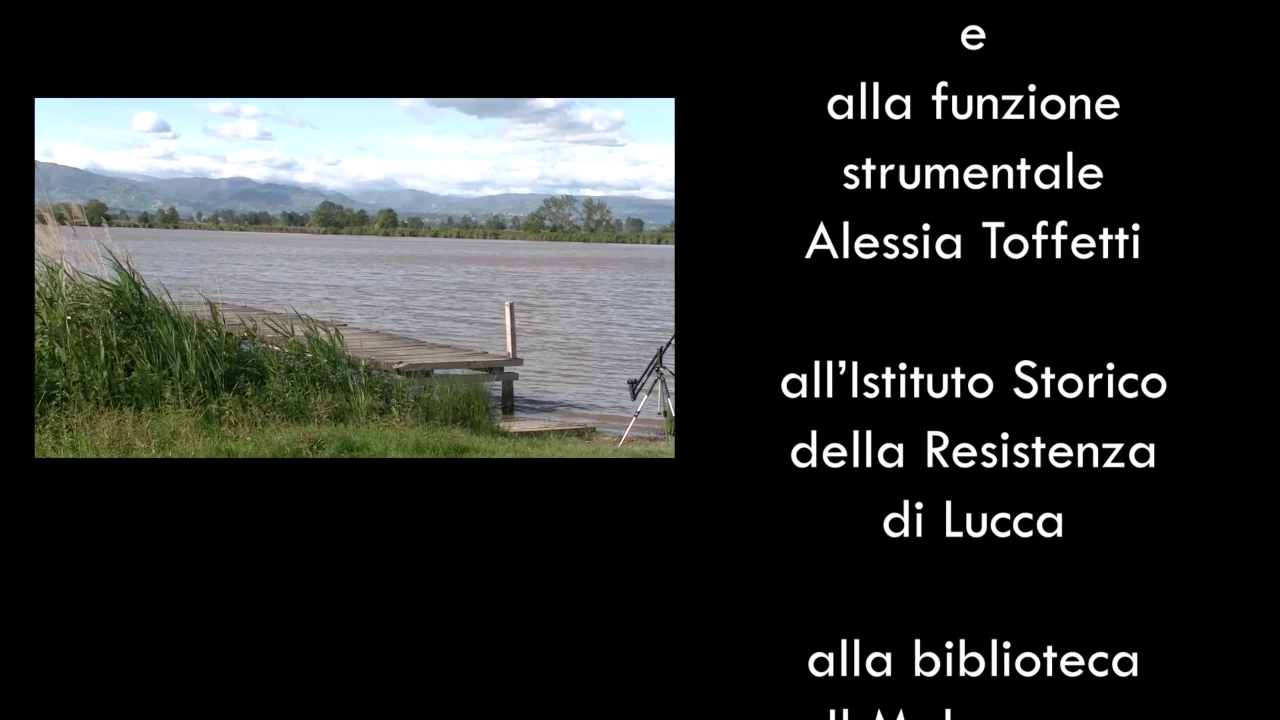 e
alla funzione
strumentale
Alessia Toffetti
all’Istituto Storico
della Resistenza
di Lucca
alla biblioteca